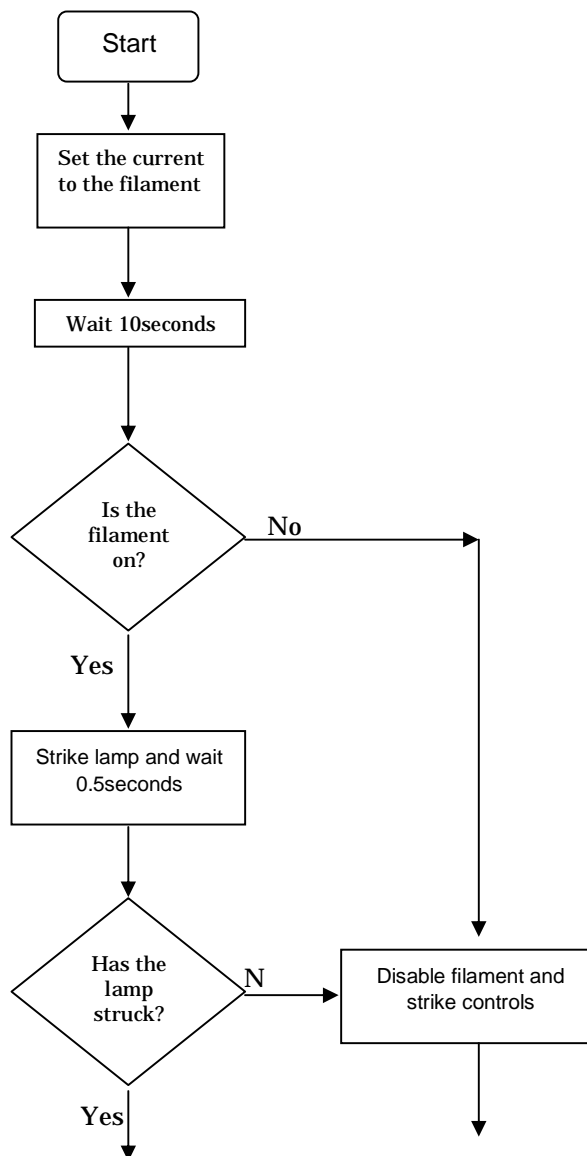 Start
Set the current
to the filament
Wait 10seconds
Is the
filament
on?
No
Yes
Strike lamp and wait
0.5seconds
Has the
lamp
struck?
N
Disable filament and
strike controls
Yes